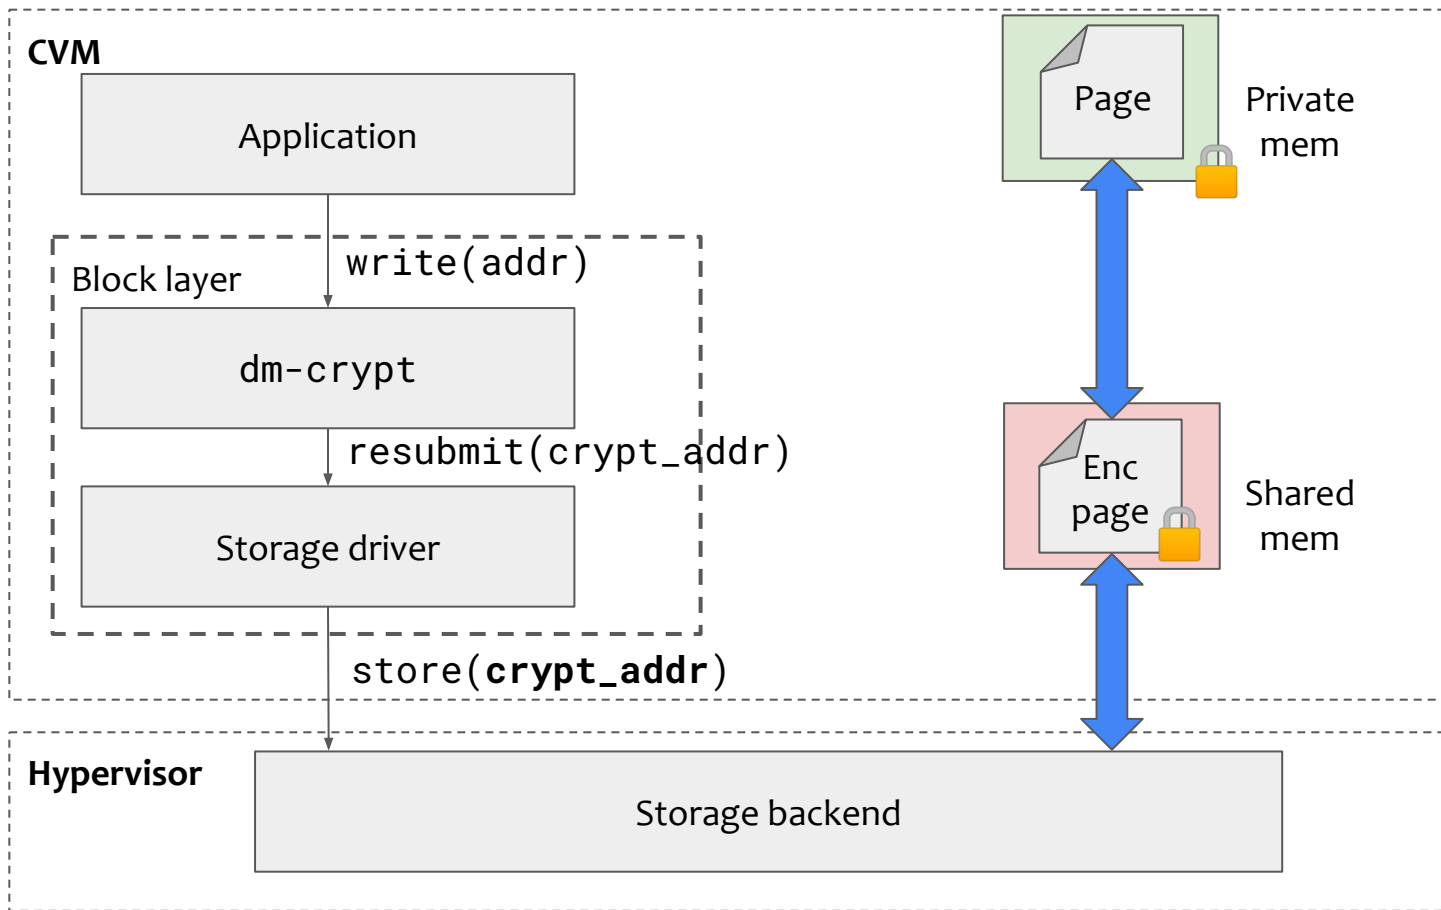 CVM
Application
write(addr)
Block layer
dm-crypt
resubmit(crypt_addr)
Storage driver
store(crypt_addr)
Page
Private
mem
Enc
page
Shared
mem
Hypervisor
Storage backend